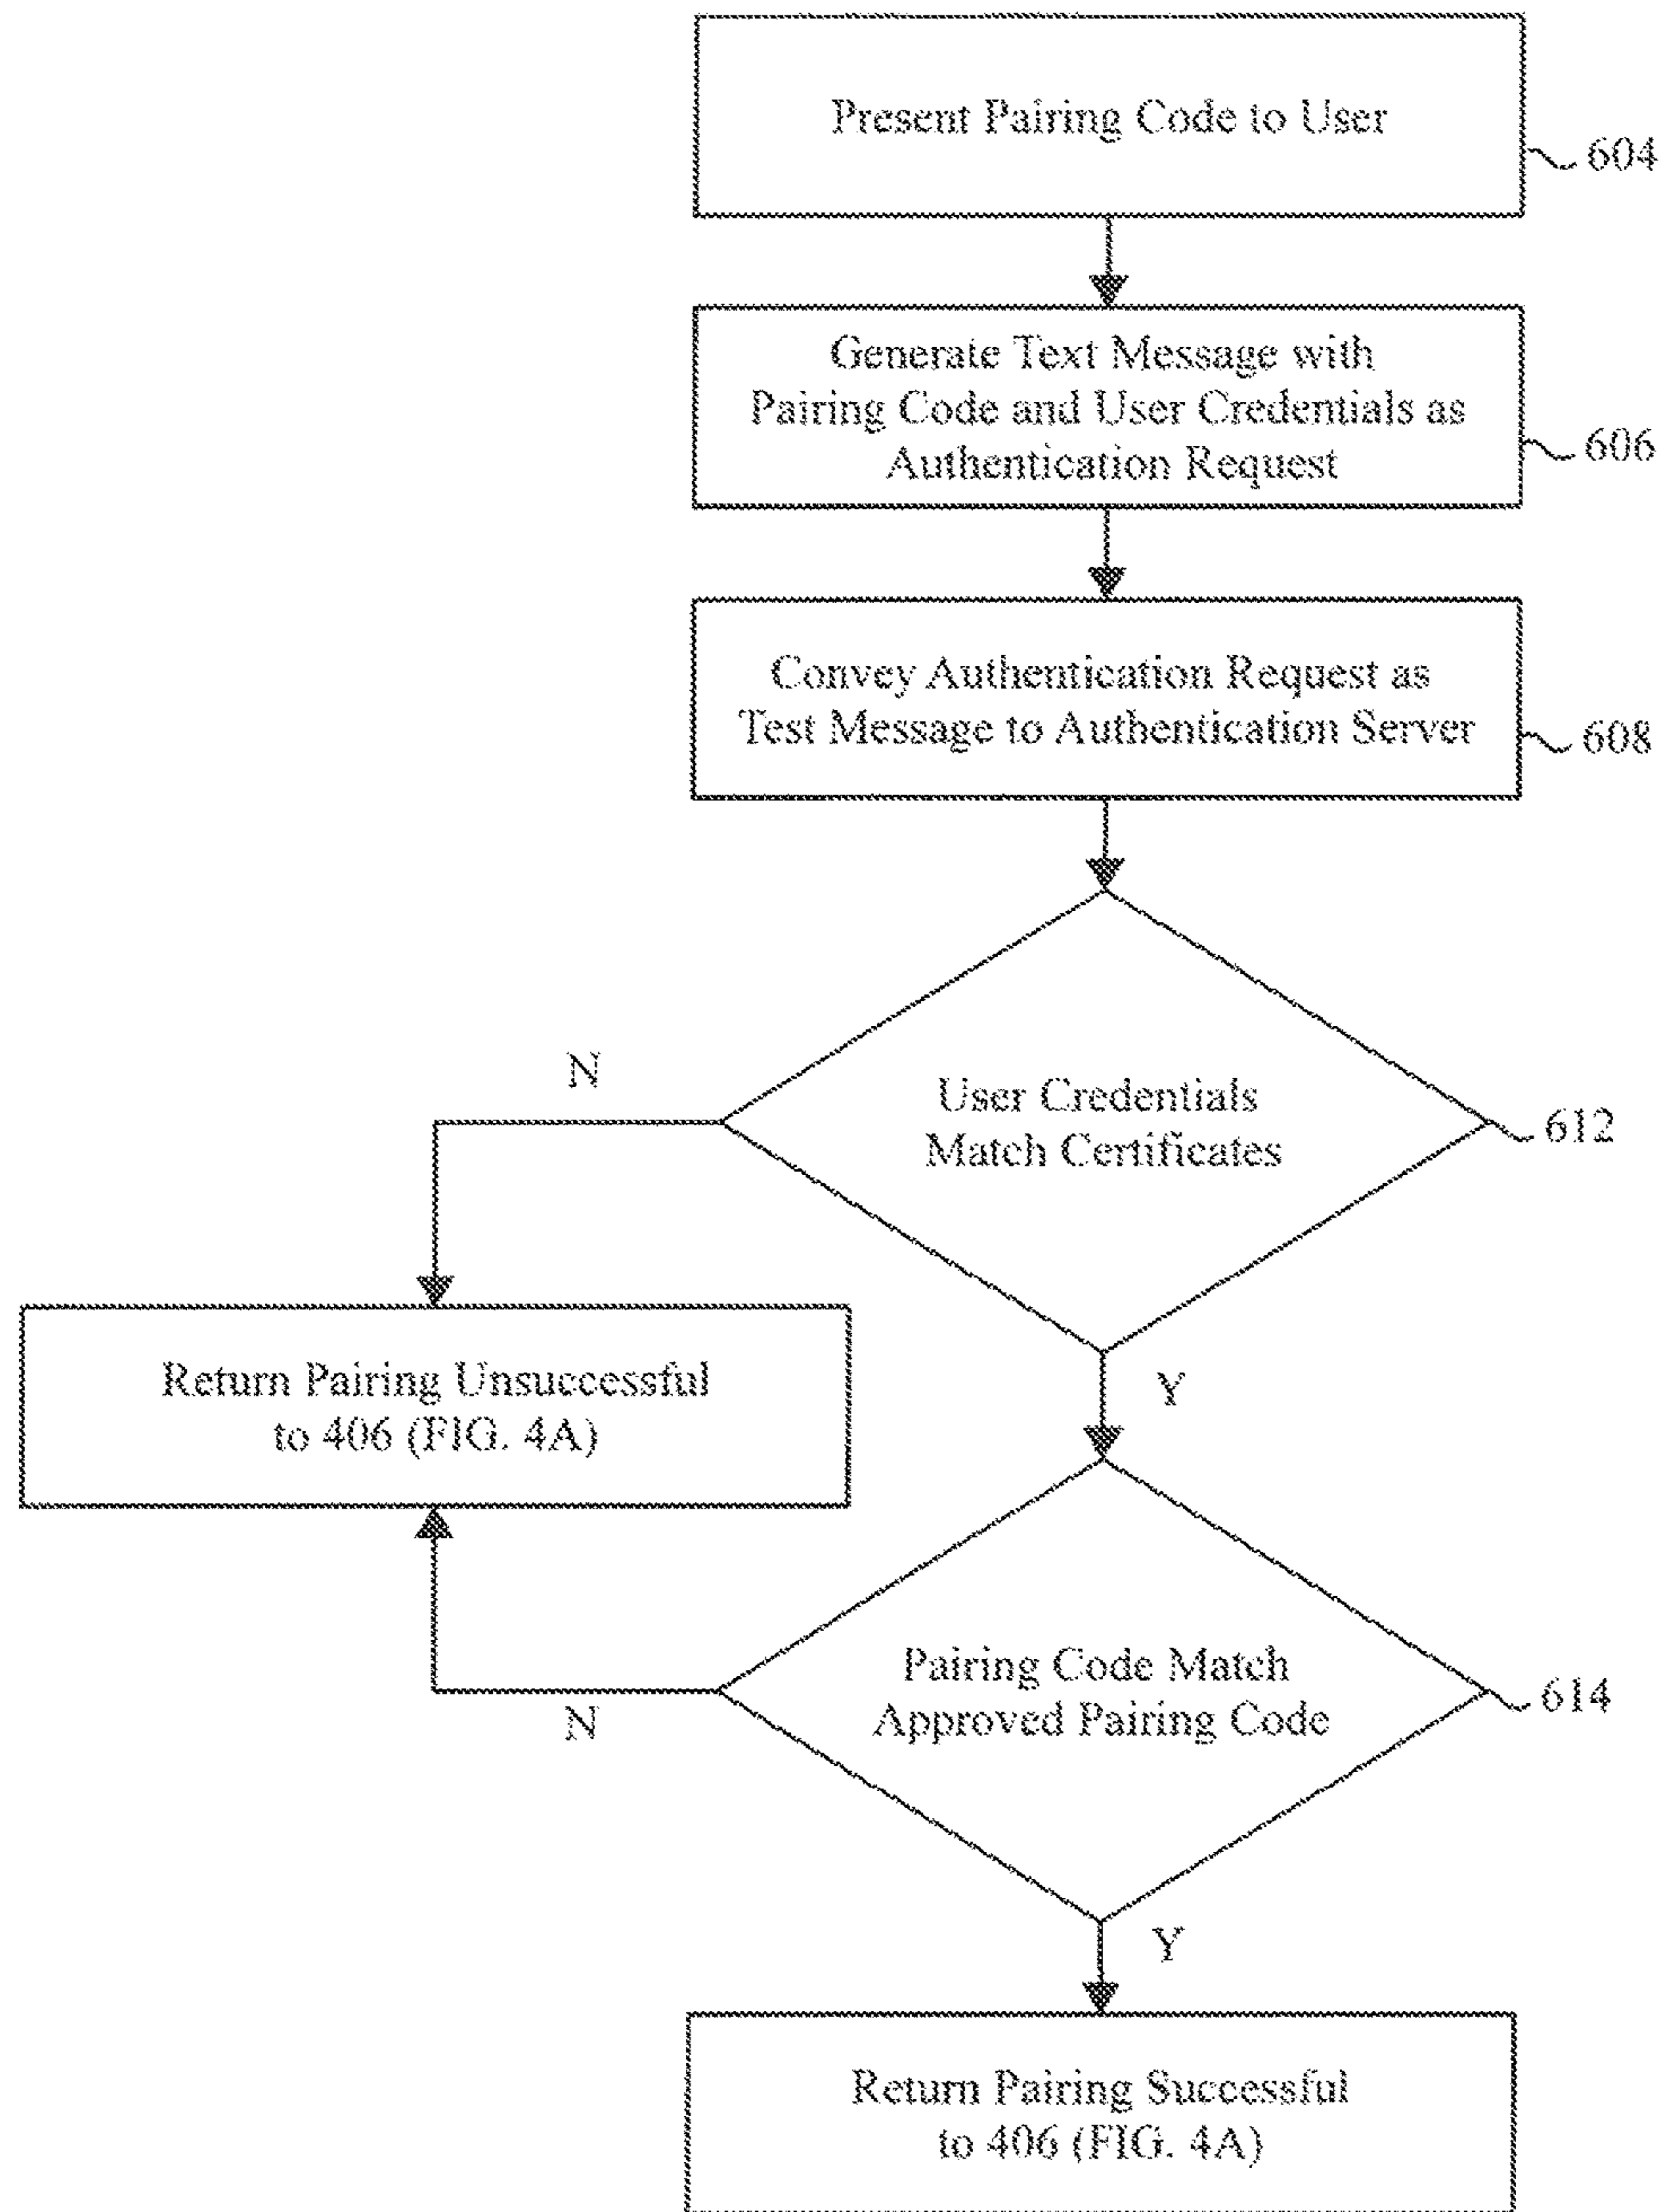 Present Pairing Code to User
604
Generate Text Message with
Pairing Code and User Credentials as
Authentication Request
606
Convey Authentication Request as
Test Message to Authentication Server
608
N
User Credentials
Match Certificates
612
Return Pairing Unsuccessful
to 406 (FIG. 4A)
Y
Pairing Code Match
Approved Pairing Code
614
N
Y
Return Pairing Successful
to 406 (FIG. 4A)